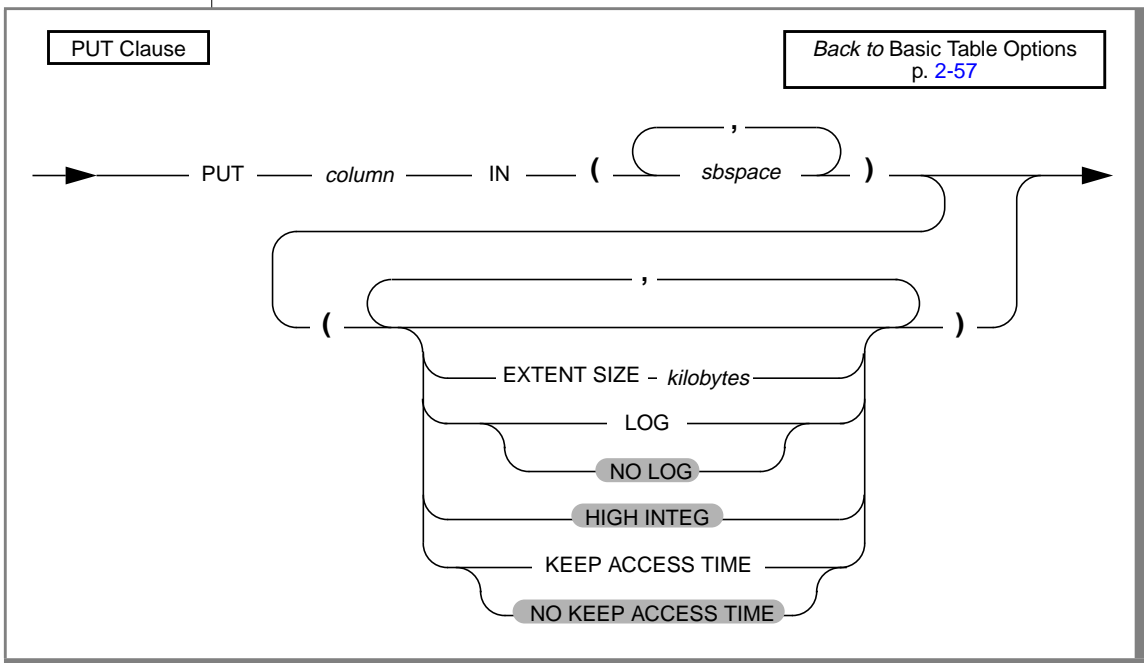 PUT Clause
Back to Basic Table Options
p. 2-57
,
PUT column IN ( sbspace )
,
( )
EXTENT SIZE kilobytes
LOG
NO LOG
HIGH INTEG
KEEP ACCESS TIME
NO KEEP ACCESS TIME